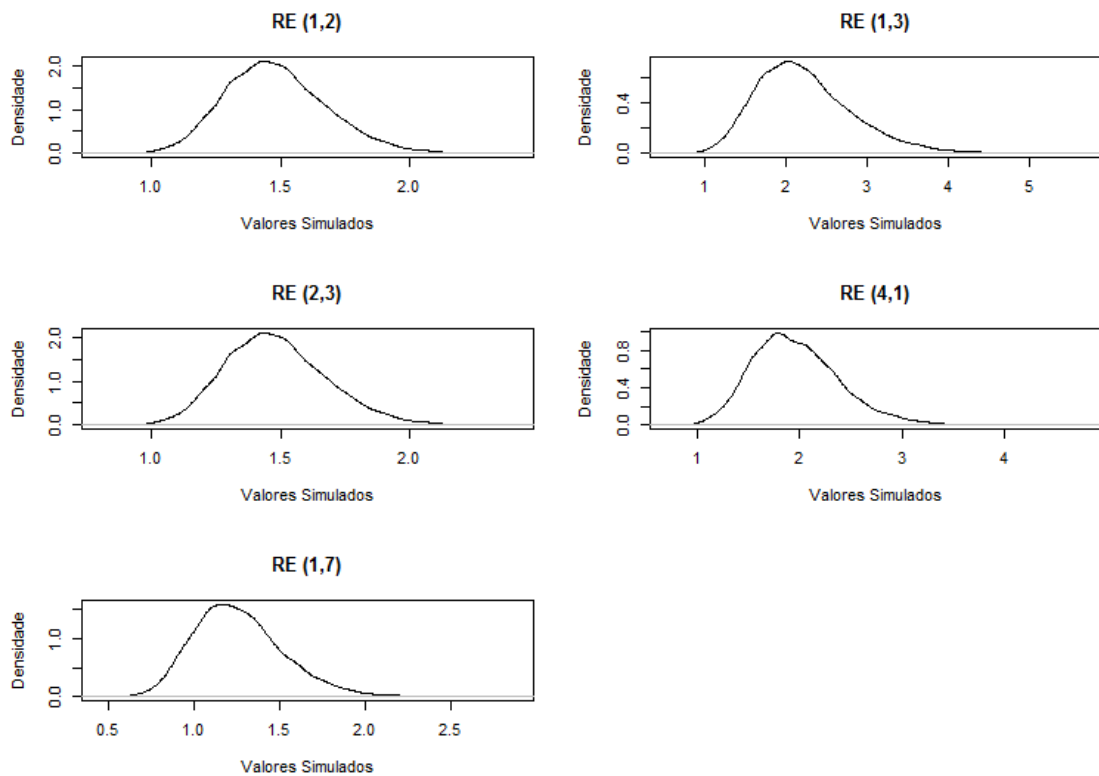 RE (1,2)
Densidade
0.0 1.0 2.0
1.0 1.5 2.0
Valores Simulados
RE (1,3)
Densidade
0.0 0.4
1 2 3 4 5
Valores Simulados
RE (2,3)
Densidade
0.0 1.0 2.0
1.0 1.5 2.0
Valores Simulados
RE (4,1)
Densidade
0.0 0.4 0.8
1 2 3 4
Valores Simulados
RE (1,7)
Densidade
0.0 1.0
0.5 1.0 1.5 2.0 2.5
Valores Simulados